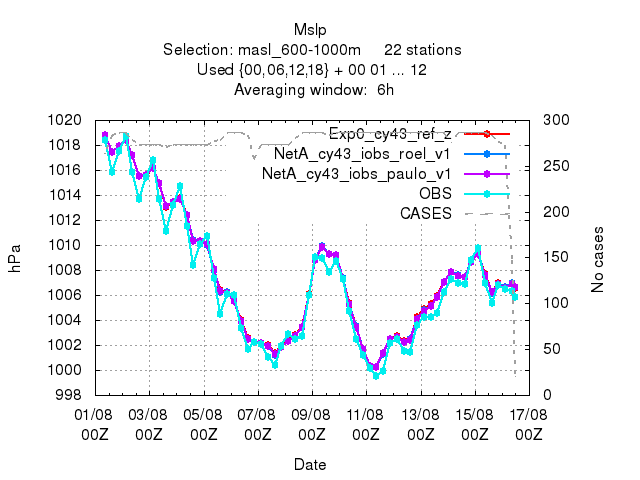 Mslp
Selection: masl_600-1000m 22 stations
Used {00,06,12,18} + 00 01 ... 12
Averaging window: 6h
1020
1018
1016
1014
1012
1010
1008
1006
1004
1002
1000
998
hPa
300
250
200
150
100
50
0
No cases
Exp0_cy43_ref_z
NetA_cy43_iobs_roel_v1
NetA_cy43_iobs_paulo_v1
OBS
CASES
01/08 03/08 05/08 07/08 09/08 11/08 13/08 15/08 17/08
00Z 00Z 00Z 00Z 00Z 00Z 00Z 00Z 00Z
Date